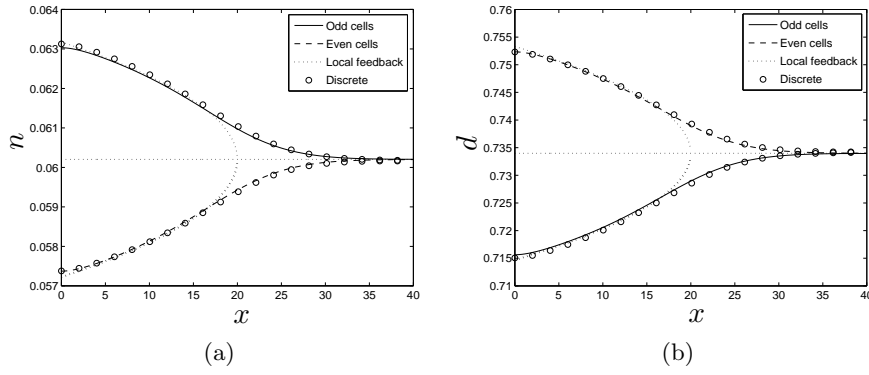 0.064
0.063
0.062
0.061
0.06
0.059
0.058
0.057
n
0 5 10 15 20 25 30 35 40
x
Odd cells
Even cells
Local feedback
Discrete
(a)
0.76
0.755
0.75
0.745
0.74
0.735
0.73
0.725
0.72
0.715
0.71
d
0 5 10 15 20 25 30 35 40
x
Odd cells
Even cells
Local feedback
Discrete
(b)